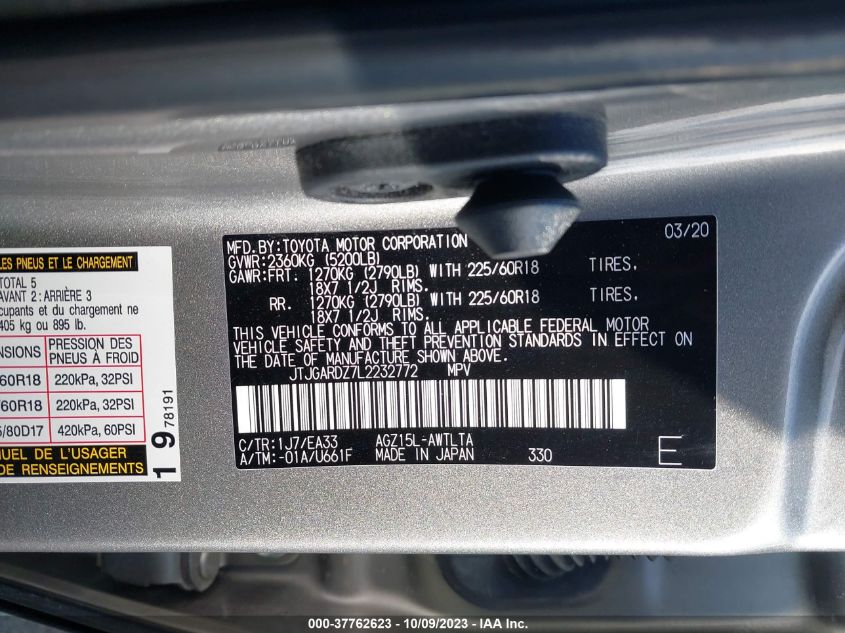 LES PNEUS ET LE CHARGEMENT
TOTAL 5
AVANT 2: ARRIÈRE 3
cupants et du chargement ne
405 kg ou 895 lb.
ENSIONS PRESSION DES PNEUS À FROID
/60R18 220kPa, 32PSI
/60R18 220kPa, 32PSI
/80D17 420kPa, 60PSI
NUEL DE L'USAGER
DE RENSEIGNEMENTS
1 9 78191
MFD. BY: TOYOTA MOTOR CORPORATION 03/20
GVWR: 2360KG (5200LB)
GAWR: FRT. 1270KG (2790LB) WITH 225/60R18 TIRES,
18X7 1/2J RIMS.
RR. 1270KG (2790LB) WITH 225/60R18 TIRES,
18X7 1/2J RIMS.
THIS VEHICLE CONFORMS TO ALL APPLICABLE FEDERAL MOTOR
VEHICLE SAFETY AND THEFT PREVENTION STANDARDS IN EFFECT ON
THE DATE OF MANUFACTURE SHOWN ABOVE.
JTJGARDZ7L2232772 MPV
C/TR: 1J7/EA33 AGZ15L-AWTLTA
A/TM: -01A/U661F MADE IN JAPAN 330 E
000-37762623 - 10/09/2023 - IAA Inc.